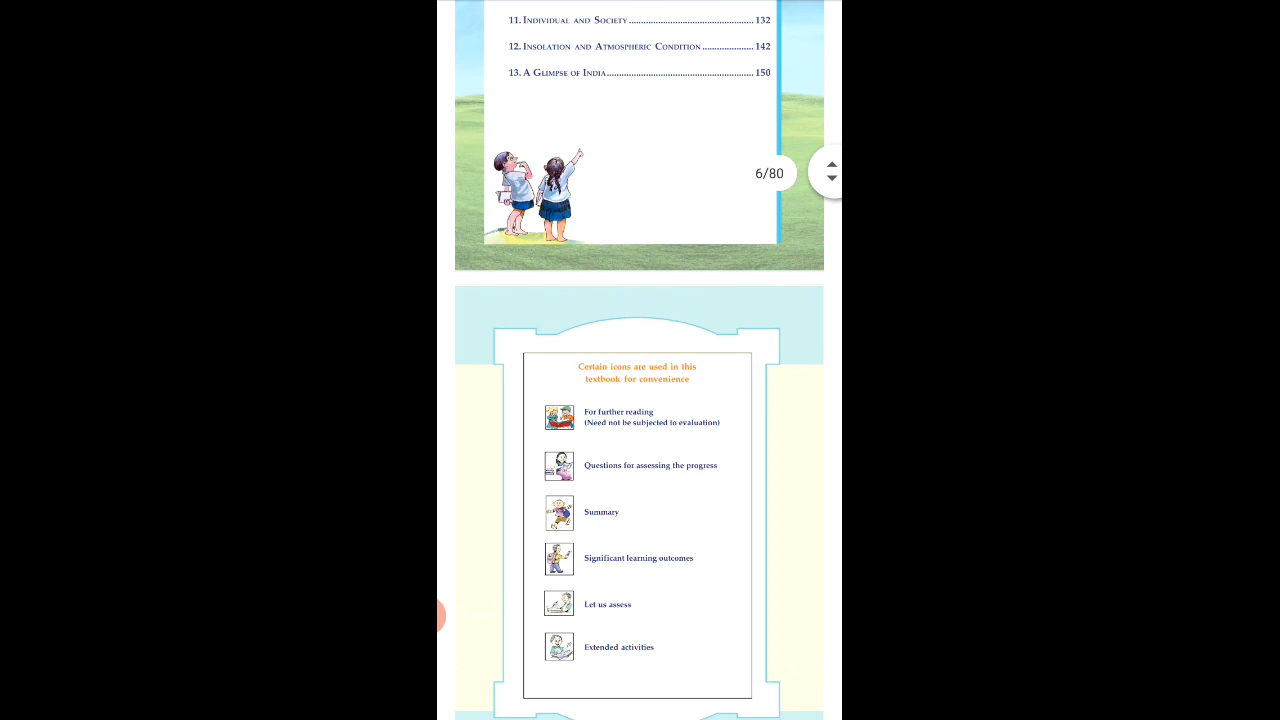 11. Individual and Society ................................................... 132
12. Insolation and Atmospheric Condition ..................... 142
13. A Glimpse of India............................................................ 150
6/80
Certain icons are used in this
textbook for convenience
For further reading
(Need not be subjected to evaluation)
Questions for assessing the progress
Summary
Significant learning outcomes
Let us assess
Extended activities